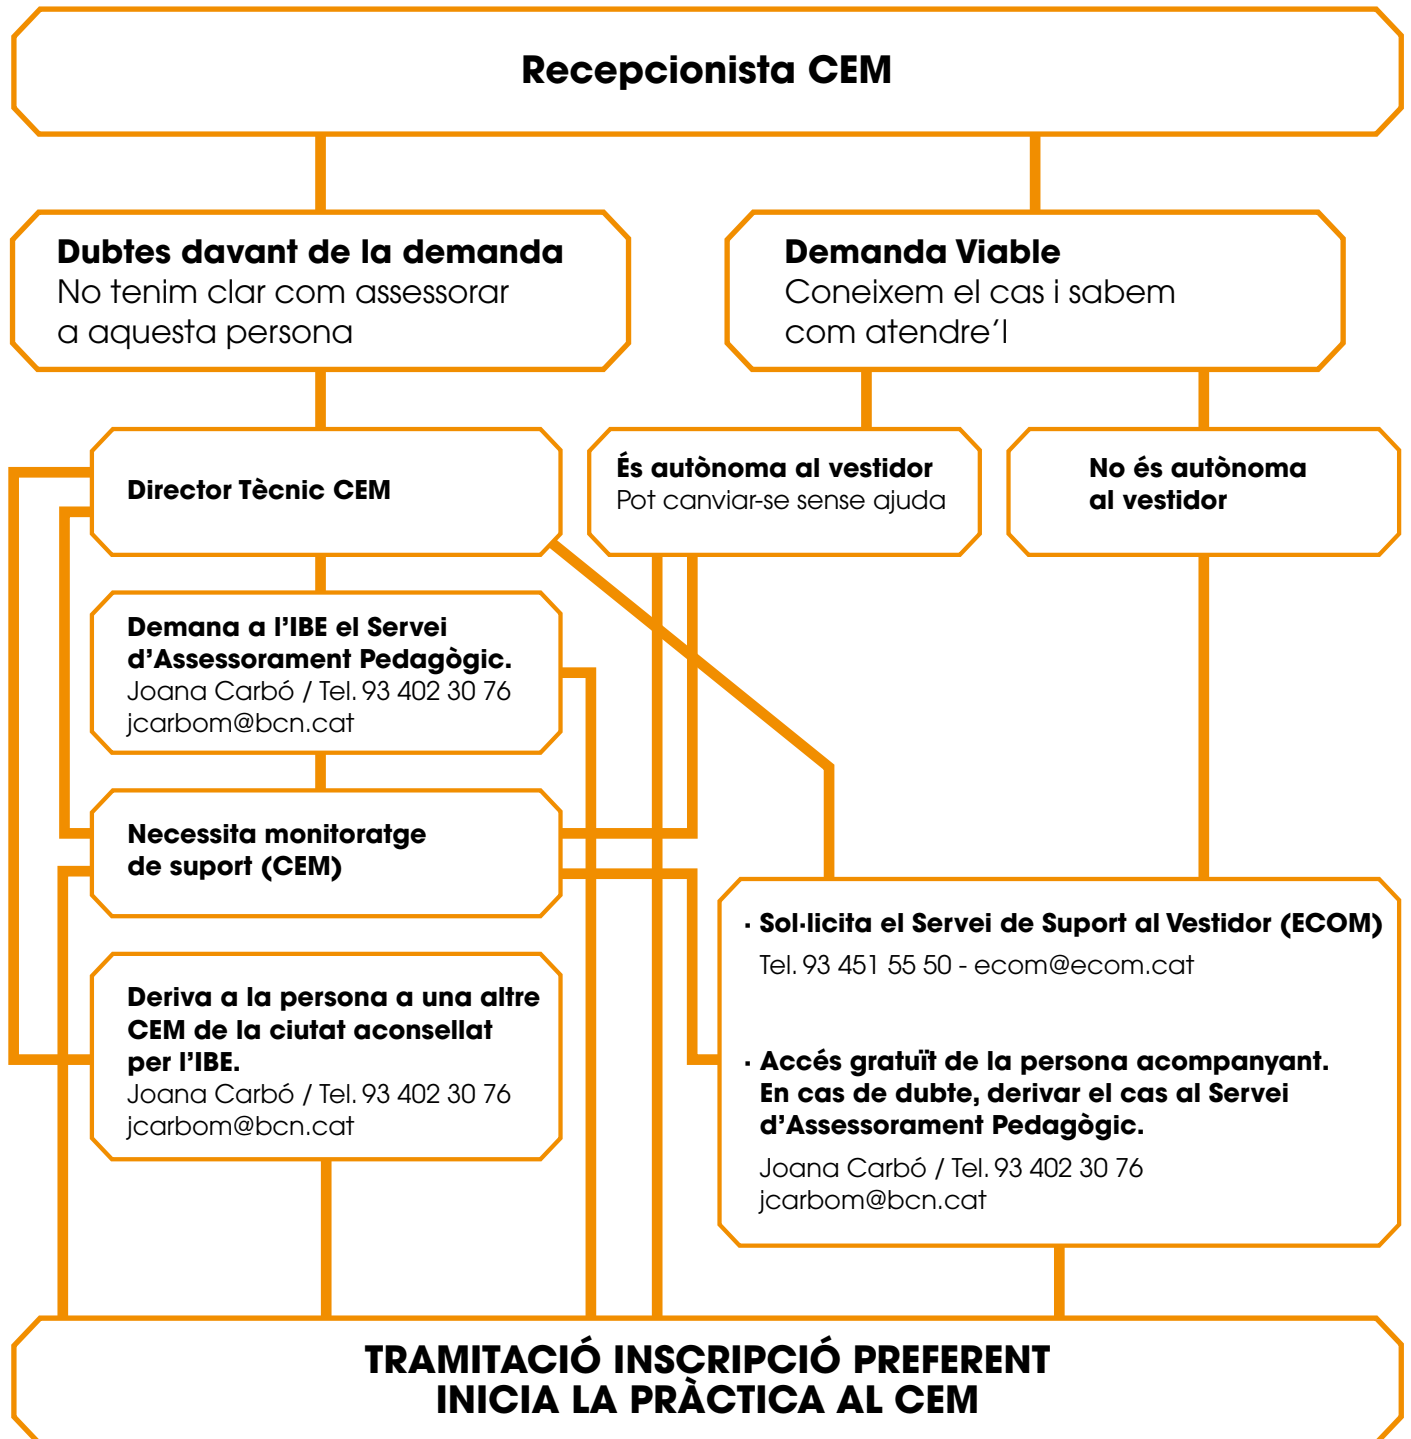 Recepcionista CEM
Dubtes davant de la demanda
No tenim clar com assessorar
a aquesta persona
Demanda Viable
Coneixem el cas i sabem
com atendre’l
Director Tècnic CEM
És autònoma al vestidor
Pot canviar-se sense ajuda
No és autònoma
al vestidor
Demana a l’IBE el Servei
d’Assessorament Pedagògic.
Joana Carbó / Tel. 93 402 30 76
jcarbom@bcn.cat
Necessita monitoratge
de suport (CEM)
Deriva a la persona a una altre
CEM de la ciutat aconsellat
per l’IBE.
Joana Carbó / Tel. 93 402 30 76
jcarbom@bcn.cat
· Sol·licita el Servei de Suport al Vestidor (ECOM)
Tel. 93 451 55 50 - ecom@ecom.cat
· Accés gratuït de la persona acompanyant.
En cas de dubte, derivar el cas al Servei
d’Assessorament Pedagògic.
Joana Carbó / Tel. 93 402 30 76
jcarbom@bcn.cat
TRAMITACIÓ INSCRIPCIÓ PREFERENT
INICIA LA PRÀCTICA AL CEM